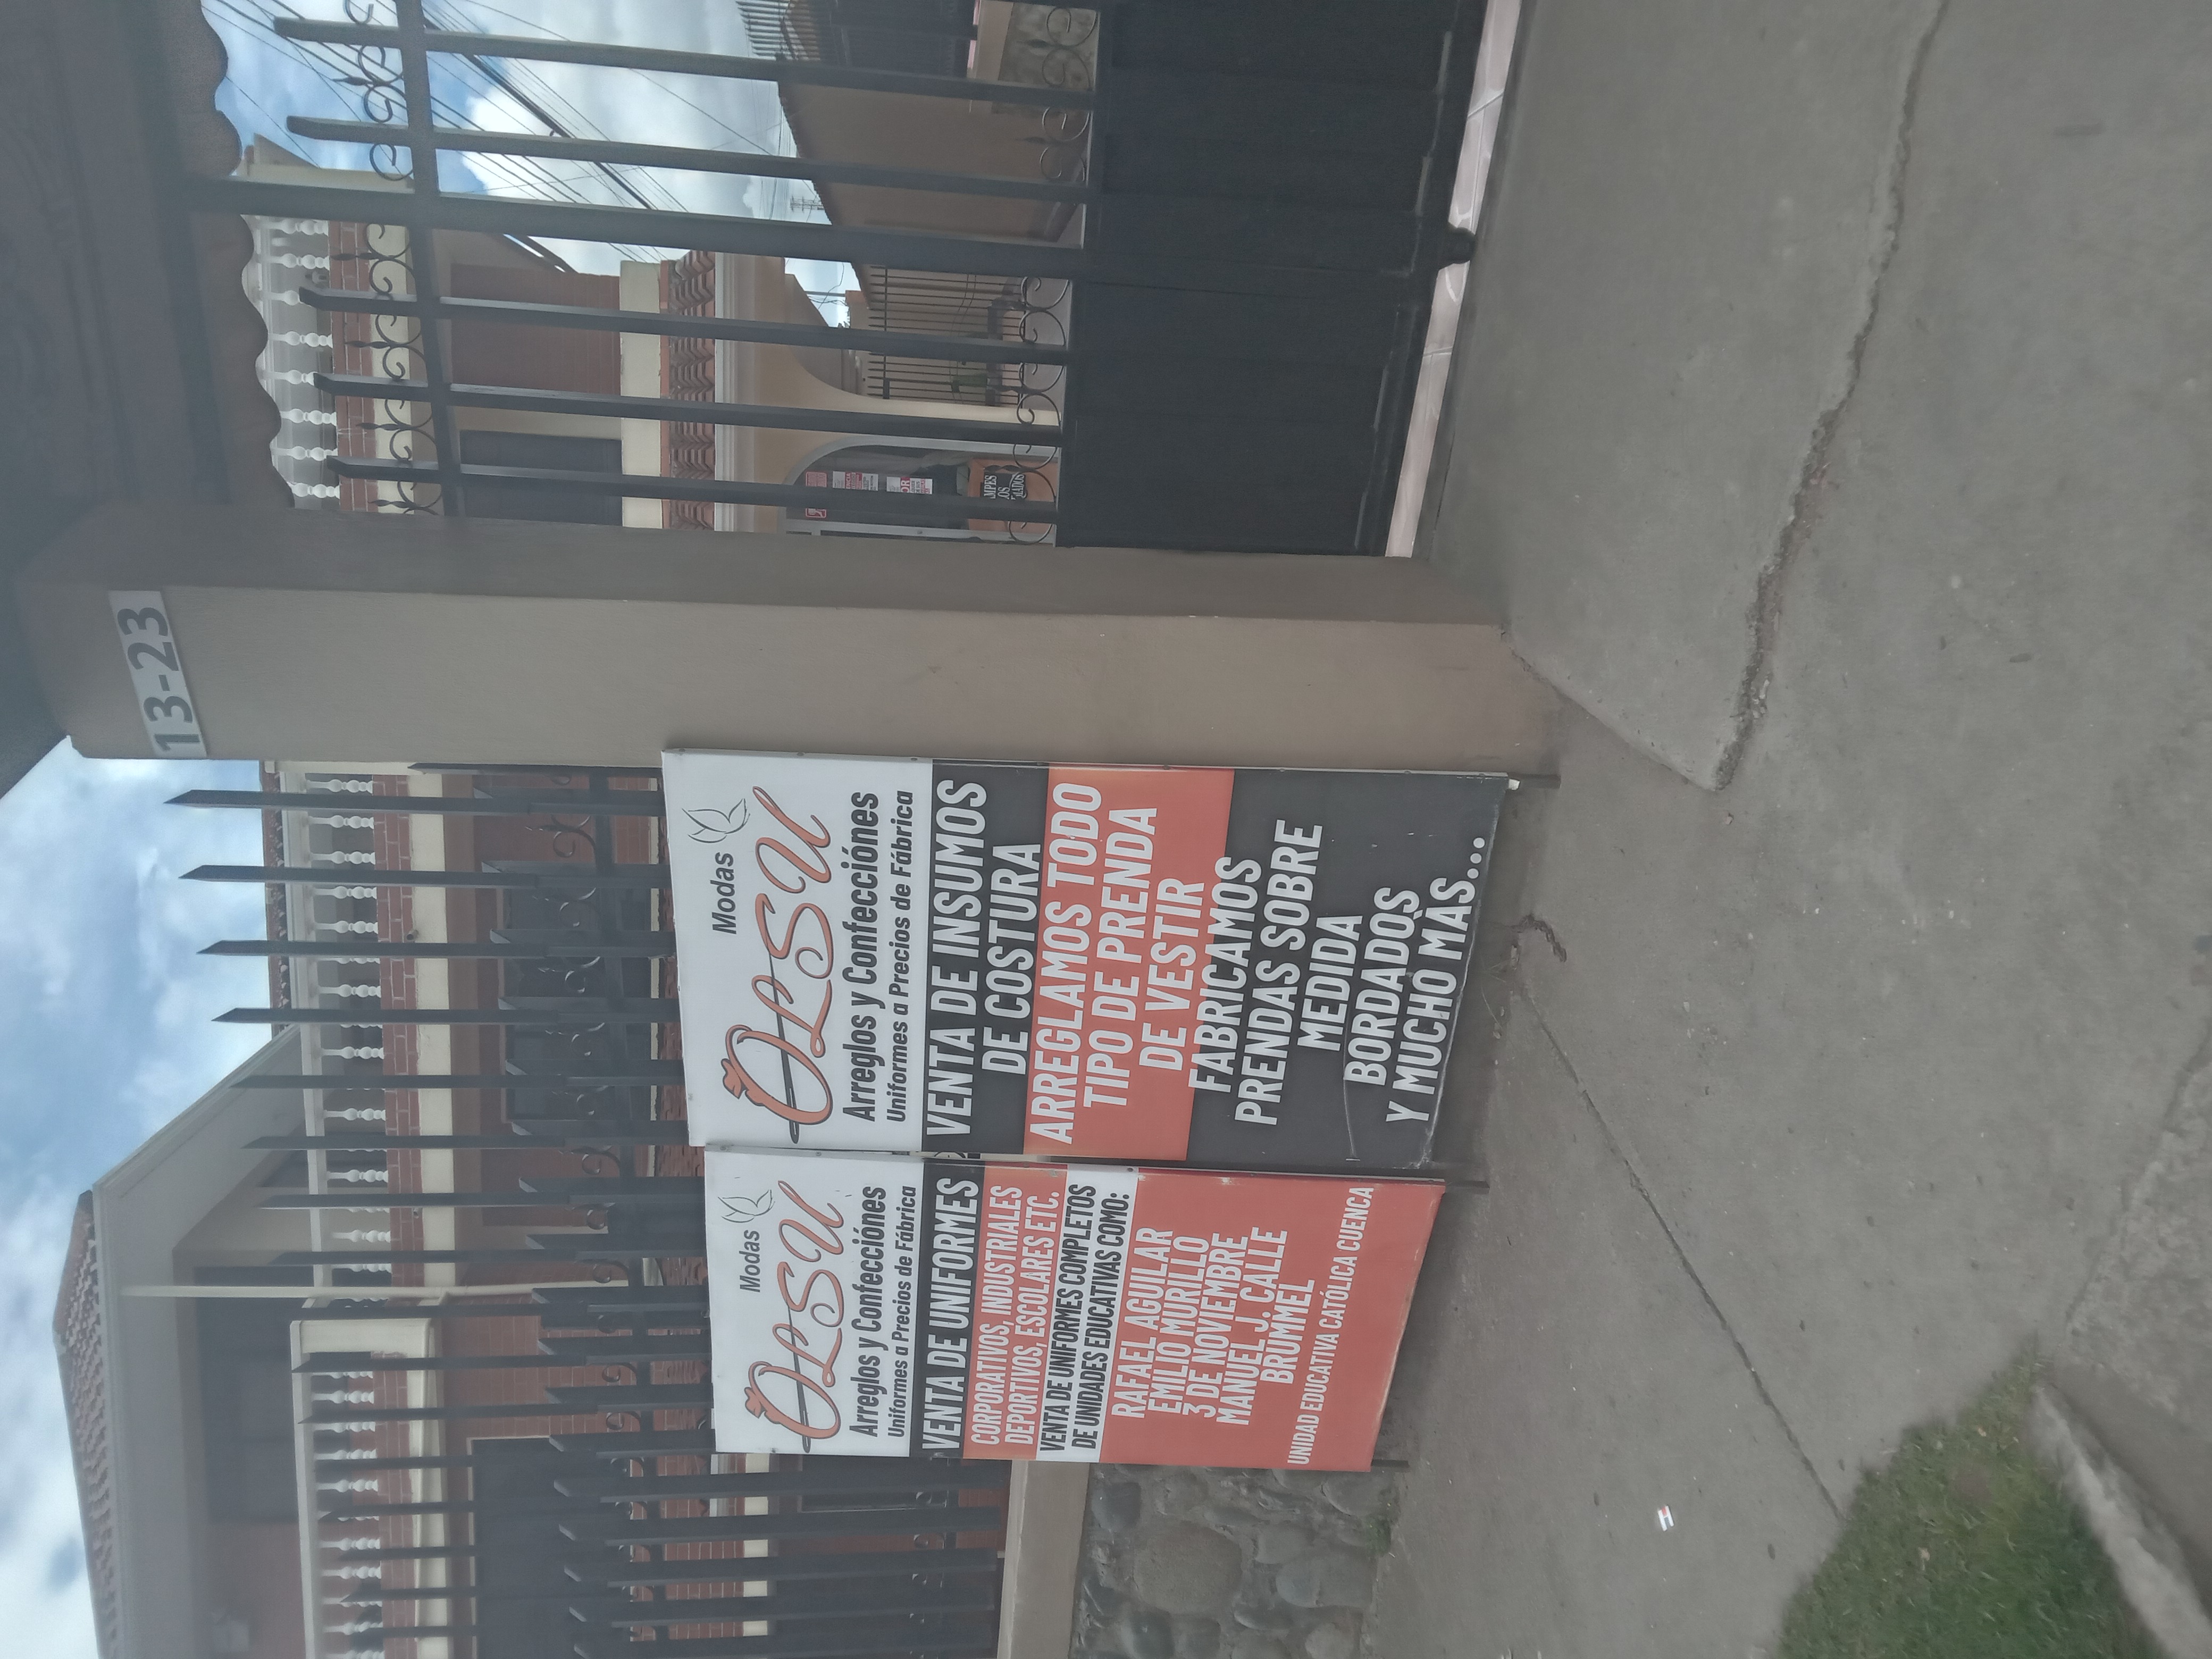 13-23
Modas
OLSU
Arreglos y Confecciónes
Uniformes a Precios de Fábrica
VENTA DE UNIFORMES
CORPORATIVOS, INDUSTRIALES
DEPORTIVOS, ESCOLARES ETC.
VENTA DE UNIFORMES COMPLETOS
DE UNIDADES EDUCATIVAS COMO:
RAFAEL AGUILAR
EMILIO MURILLO
3 DE NOVIEMBRE
MANUEL J. CALLE
BRUMMEL
UNIDAD EDUCATIVA CATÓLICA CUENCA
Modas
OLSU
Arreglos y Confecciónes
Uniformes a Precios de Fábrica
VENTA DE INSUMOS
DE COSTURA
ARREGLAMOS TODO
TIPO DE PRENDA
DE VESTIR
FABRICAMOS
PRENDAS SOBRE
MEDIDA
BORDADOS
Y MUCHO MÀS...